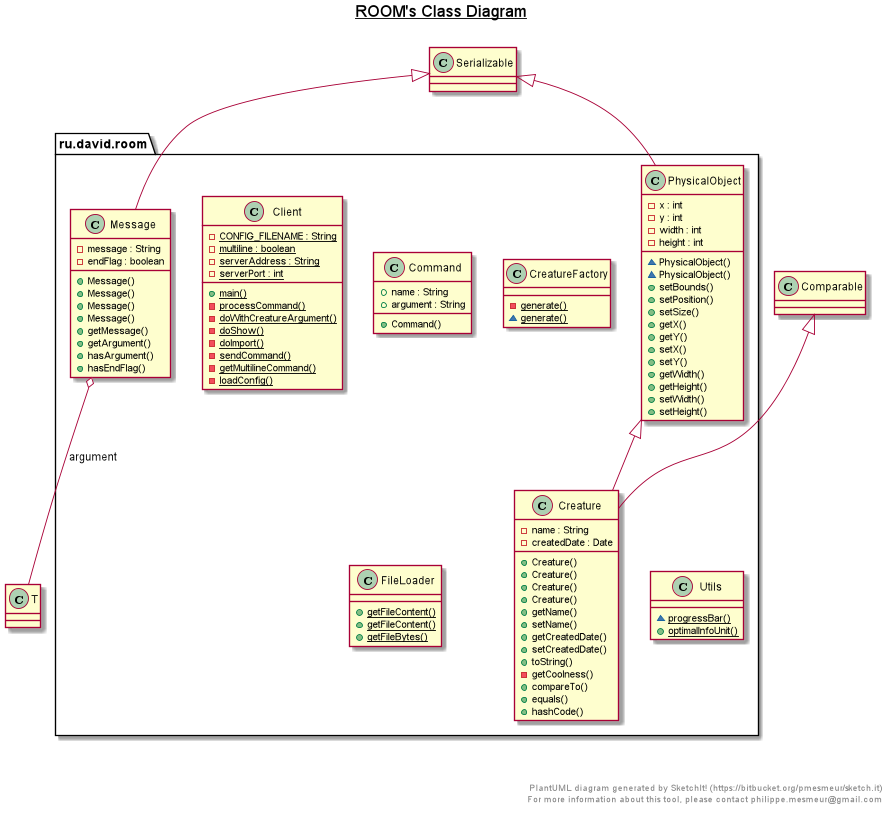 ROOM's Class Diagram
C Serializable
ru.david.room
C Message
message : String
endFlag : boolean
Message()
Message()
Message()
Message()
getMessage()
getArgument()
hasArgument()
hasEndFlag()
C Client
CONFIG_FILENAME : String
multiline : boolean
serverAddress : String
serverPort : int
main()
processCommand()
doWithCreatureArgument()
doShow()
doImport()
sendCommand()
getMultilineCommand()
loadConfig()
C Command
name : String
argument : String
Command()
C CreatureFactory
generate()
generate()
C PhysicalObject
x : int
y : int
width : int
height : int
PhysicalObject()
PhysicalObject()
setBounds()
setPosition()
setSize()
getX()
getY()
setX()
setY()
getWidth()
getHeight()
setWidth()
setHeight()
C Comparable
argument
C T
C FileLoader
getFileContent()
getFileContent()
getFileBytes()
C Creature
name : String
createdDate : Date
Creature()
Creature()
Creature()
Creature()
getName()
setName()
getCreatedDate()
setCreatedDate()
toString()
getCoolness()
compareTo()
equals()
hashCode()
C Utils
progressBar()
optimalInfoUnit()
PlantUML diagram generated by SketchIt! (https://bitbucket.org/pmesmeur/sketch.it)
For more information about this tool, please contact philippe.mesmeur@gmail.com